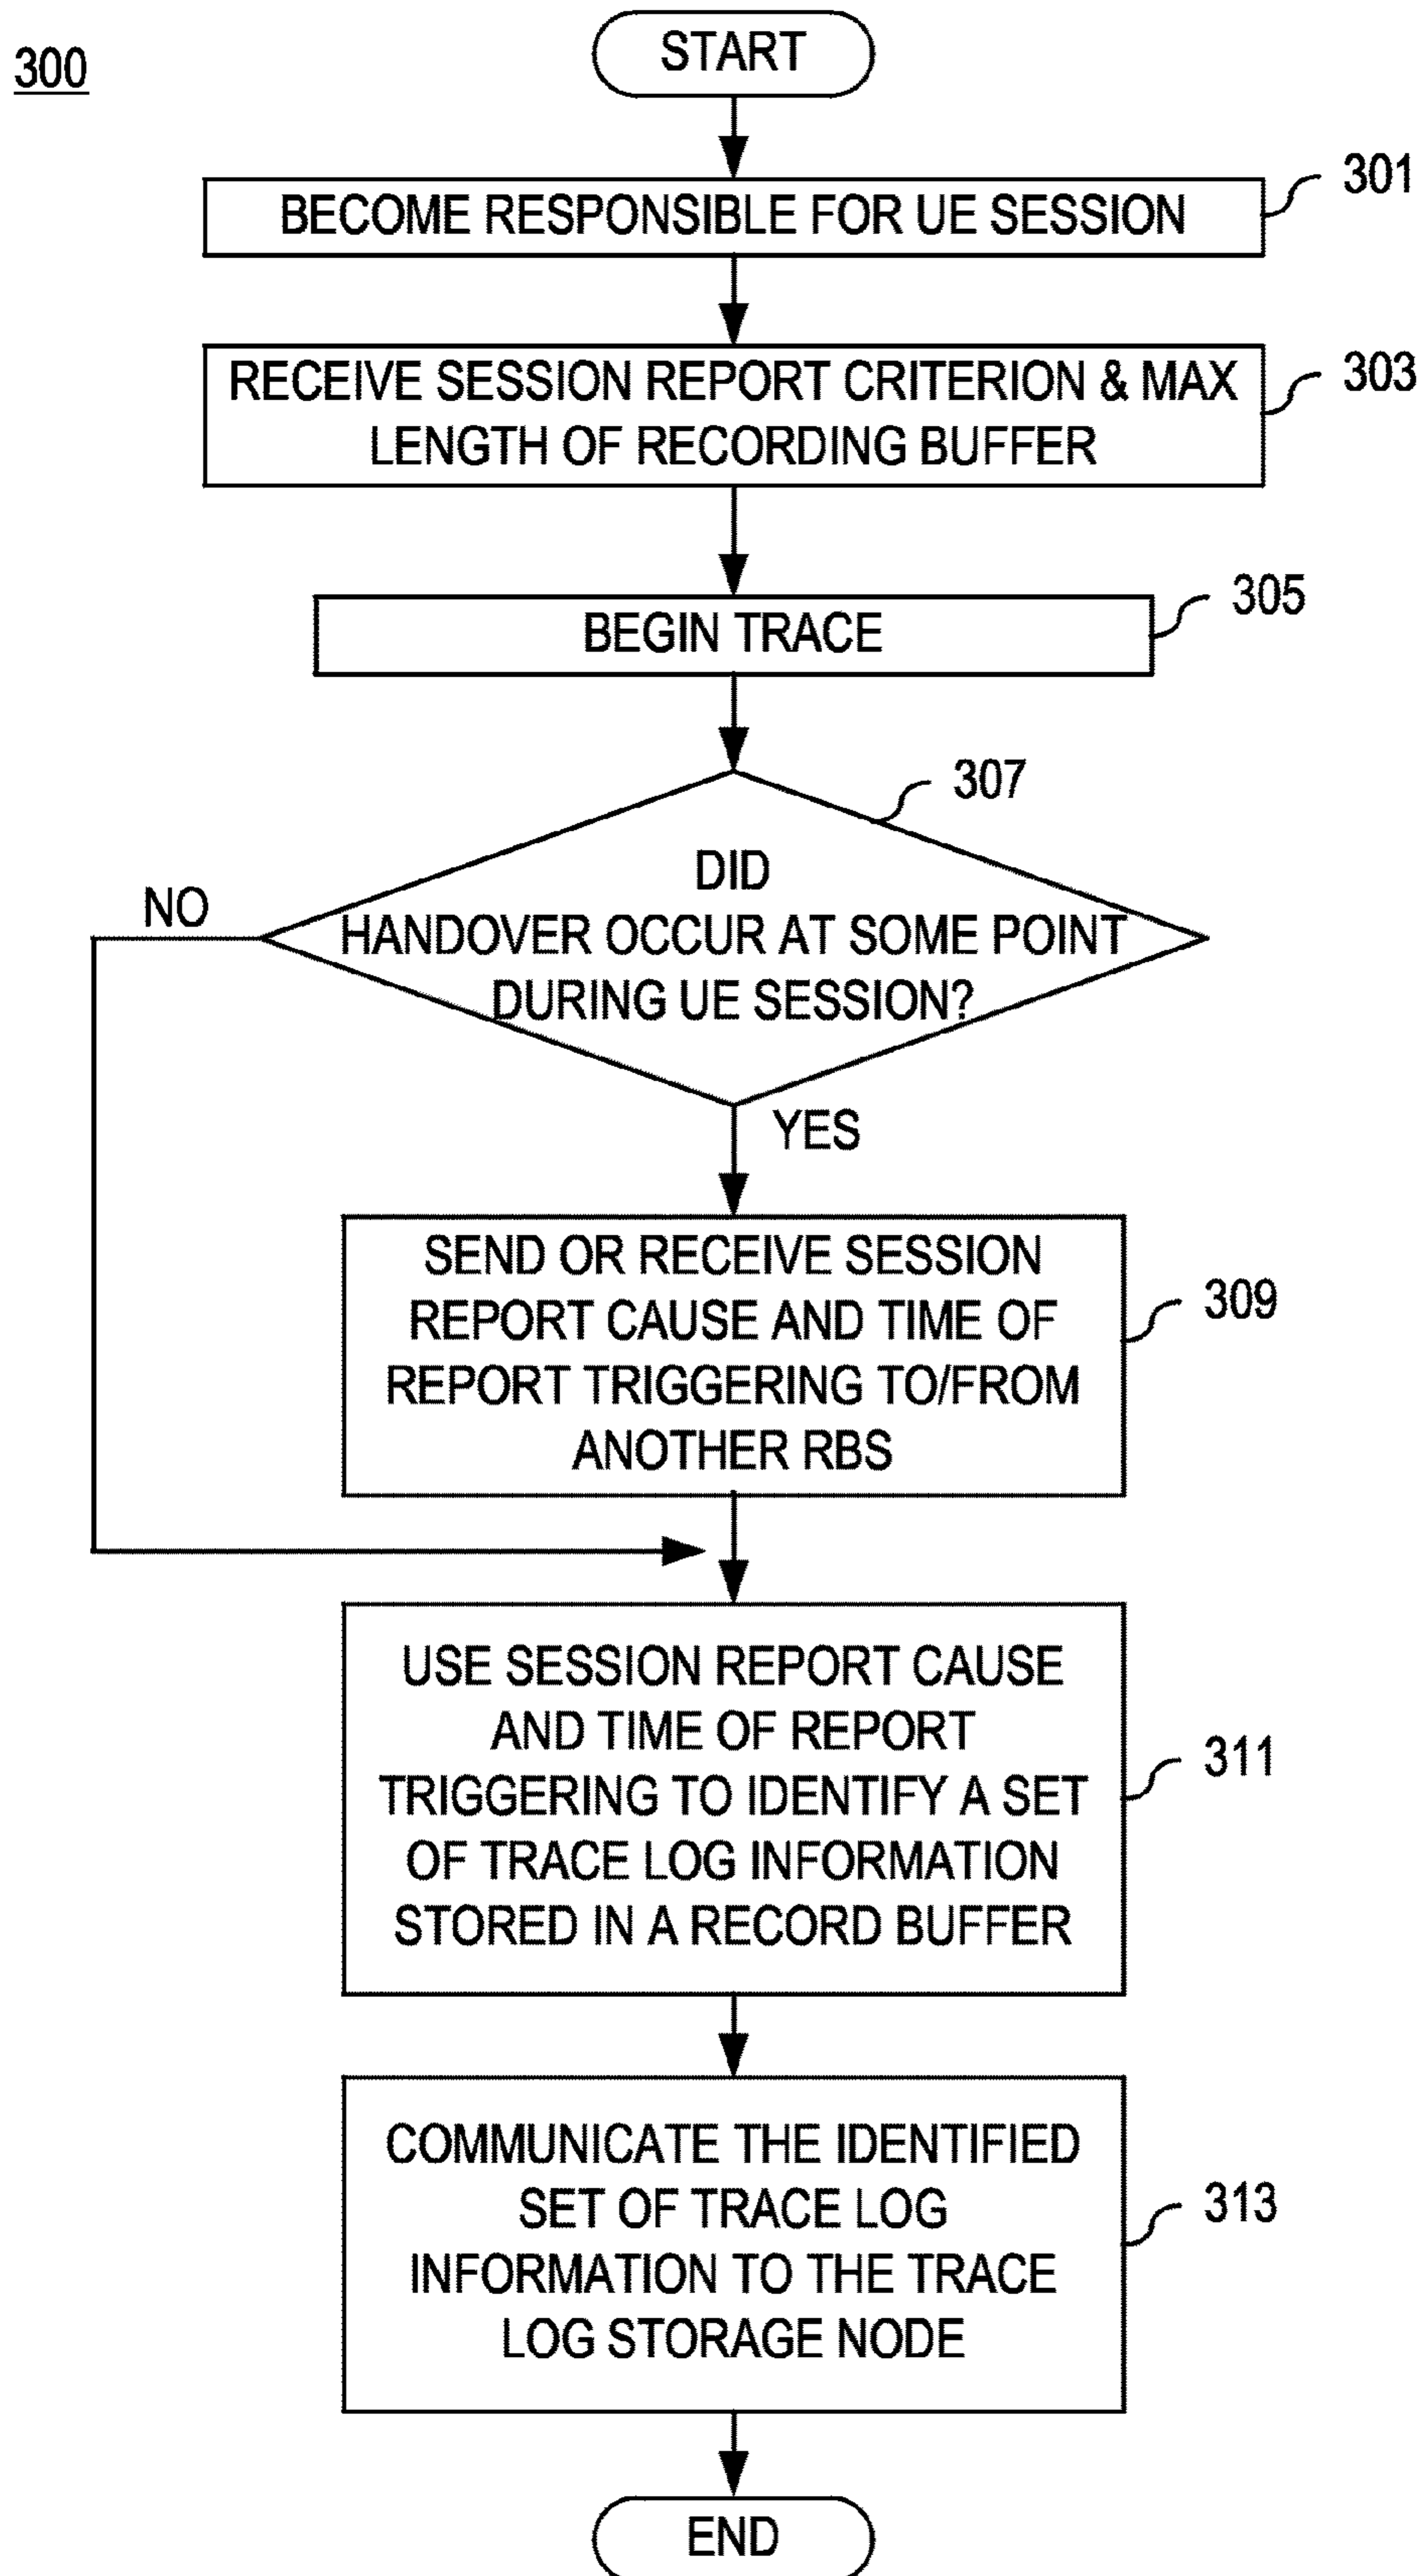 300
START
BECOME RESPONSIBLE FOR UE SESSION
301
RECEIVE SESSION REPORT CRITERION & MAX
LENGTH OF RECORDING BUFFER
303
BEGIN TRACE
305
307
DID
HANDOVER OCCUR AT SOME POINT
DURING UE SESSION?
NO
YES
SEND OR RECEIVE SESSION
REPORT CAUSE AND TIME OF
REPORT TRIGGERING TO/FROM
ANOTHER RBS
309
USE SESSION REPORT CAUSE
AND TIME OF REPORT
TRIGGERING TO IDENTIFY A SET
OF TRACE LOG INFORMATION
STORED IN A RECORD BUFFER
311
COMMUNICATE THE IDENTIFIED
SET OF TRACE LOG
INFORMATION TO THE TRACE
LOG STORAGE NODE
313
END